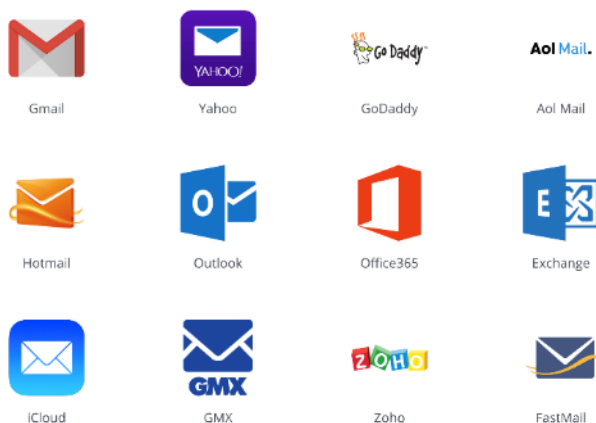 YAHOO!
Go Daddy™
Aol Mail.
Gmail
Yahoo
GoDaddy
Aol Mail
O
E
Hotmail
Outlook
Office365
Exchange
GMX
ZOHO
iCloud
GMX
Zoho
FastMail